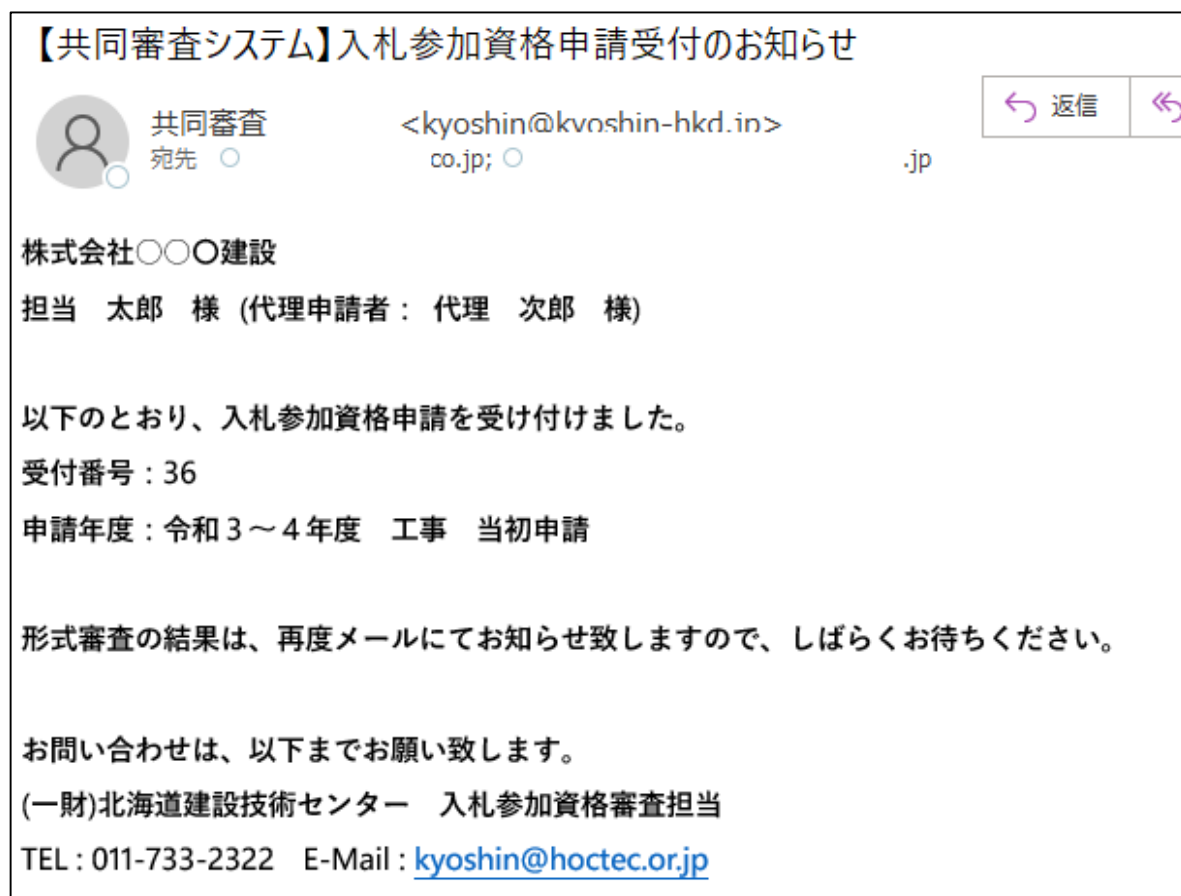 【共同審査システム】入札参加資格申請受付のお知らせ
返信
共同審査 <kyoshin@kyoshin-hkd.jp>
宛先 co.jp; .jp
株式会社○○〇建設
担当　太郎　様 (代理申請者： 代理　次郎　様)
以下のとおり、入札参加資格申請を受け付けました。
受付番号：36
申請年度：令和３～４年度　工事　当初申請
形式審査の結果は、再度メールにてお知らせ致しますので、しばらくお待ちください。
お問い合わせは、以下までお願い致します。
(一財)北海道建設技術センター　入札参加資格審査担当
TEL : 011-733-2322　E-Mail : kyoshin@hoctec.or.jp